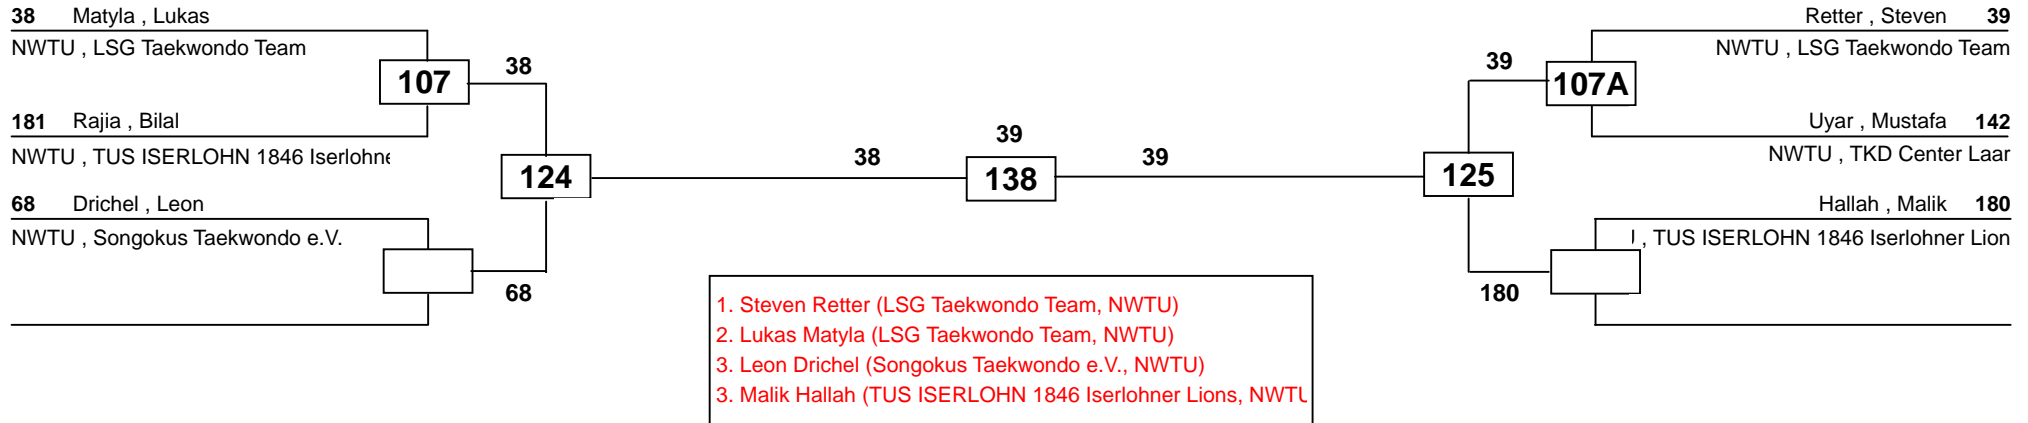 38 Matyla , Lukas
NWTU , LSG Taekwondo Team
107
38
181 Rajia , Bilal
NWTU , TUS ISERLOHN 1846 Iserlohne
124
68 Drichel , Leon
NWTU , Songokus Taekwondo e.V.
68
38
39
138
39
Retter , Steven 39
NWTU , LSG Taekwondo Team
39
107A
Uyar , Mustafa 142
NWTU , TKD Center Laar
125
Hallah , Malik 180
, TUS ISERLOHN 1846 Iserlohner Lion
180
1. Steven Retter (LSG Taekwondo Team, NWTU)
2. Lukas Matyla (LSG Taekwondo Team, NWTU)
3. Leon Drichel (Songokus Taekwondo e.V., NWTU)
3. Malik Hallah (TUS ISERLOHN 1846 Iserlohner Lions, NWTU